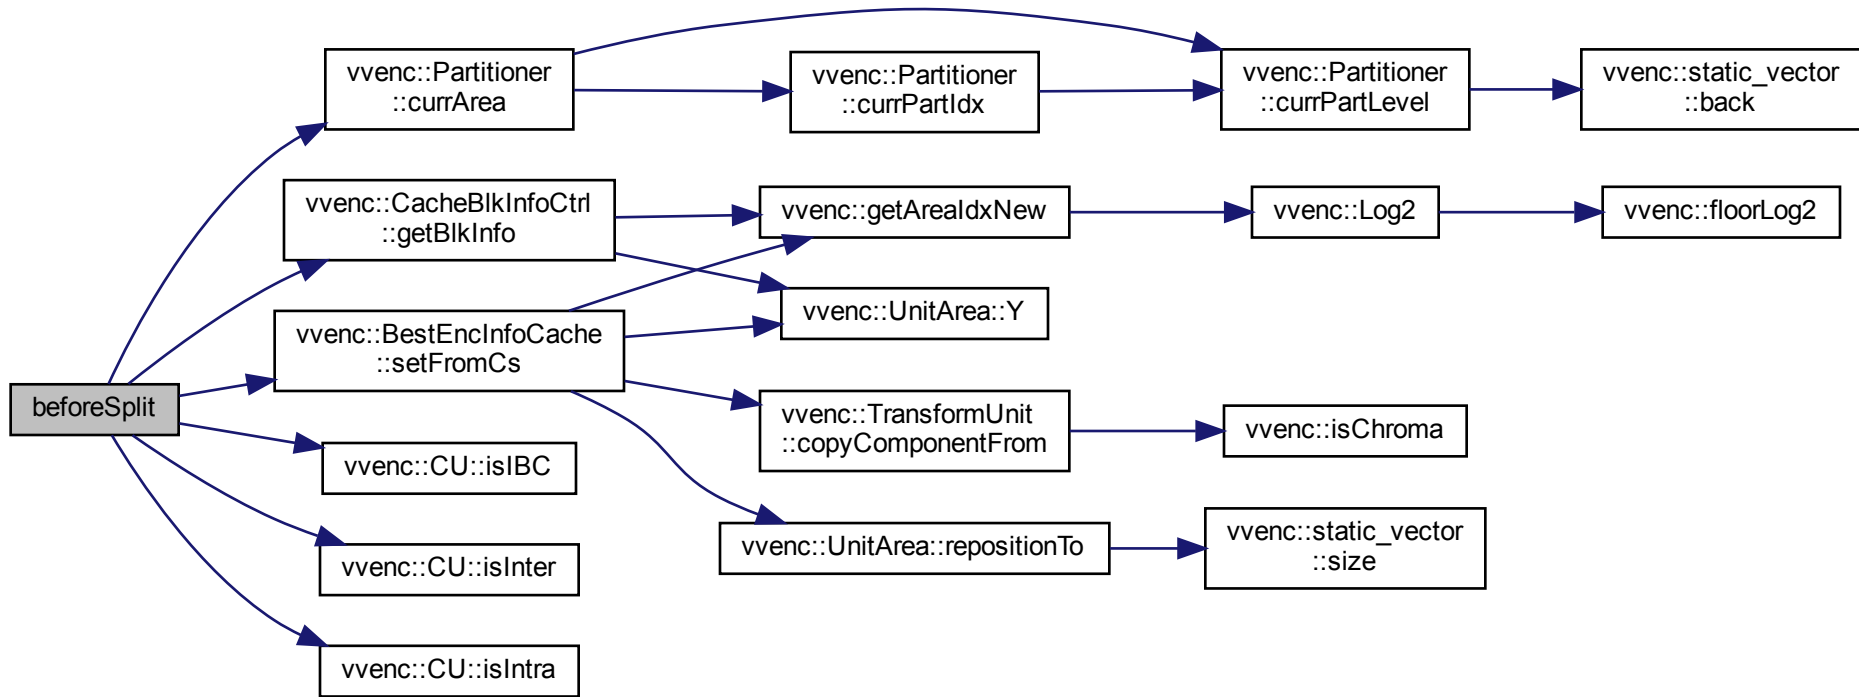 beforeSplit
vvenc::Partitioner
::currArea
vvenc::CacheBlkInfoCtrl
::getBlkInfo
vvenc::BestEncInfoCache
::setFromCs
vvenc::CU::isIBC
vvenc::CU::isInter
vvenc::CU::isIntra
vvenc::Partitioner
::currPartIdx
vvenc::getAreaIdxNew
vvenc::UnitArea::Y
vvenc::TransformUnit
::copyComponentFrom
vvenc::UnitArea::repositionTo
vvenc::Partitioner
::currPartLevel
vvenc::Log2
vvenc::isChroma
vvenc::static_vector
::size
vvenc::static_vector
::back
vvenc::floorLog2